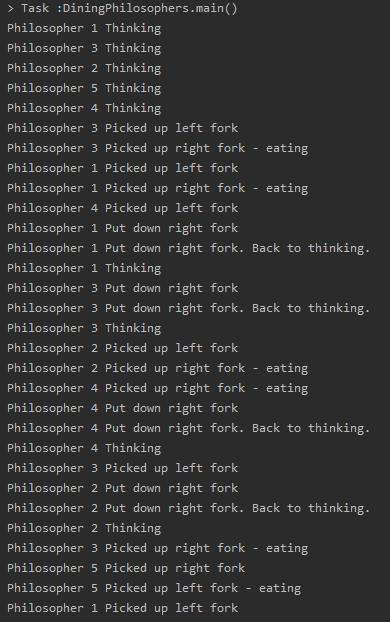 > Task :DiningPhilosophers.main()
Philosopher 1 Thinking
Philosopher 3 Thinking
Philosopher 2 Thinking
Philosopher 5 Thinking
Philosopher 4 Thinking
Philosopher 3 Picked up left fork
Philosopher 3 Picked up right fork - eating
Philosopher 1 Picked up left fork
Philosopher 1 Picked up right fork - eating
Philosopher 4 Picked up left fork
Philosopher 1 Put down right fork
Philosopher 1 Put down right fork. Back to thinking.
Philosopher 1 Thinking
Philosopher 3 Put down right fork
Philosopher 3 Put down right fork. Back to thinking.
Philosopher 3 Thinking
Philosopher 2 Picked up left fork
Philosopher 2 Picked up right fork - eating
Philosopher 4 Picked up right fork - eating
Philosopher 4 Put down right fork
Philosopher 4 Put down right fork. Back to thinking.
Philosopher 4 Thinking
Philosopher 3 Picked up left fork
Philosopher 2 Put down right fork
Philosopher 2 Put down right fork. Back to thinking.
Philosopher 2 Thinking
Philosopher 3 Picked up right fork - eating
Philosopher 5 Picked up right fork
Philosopher 5 Picked up left fork - eating
Philosopher 1 Picked up left fork